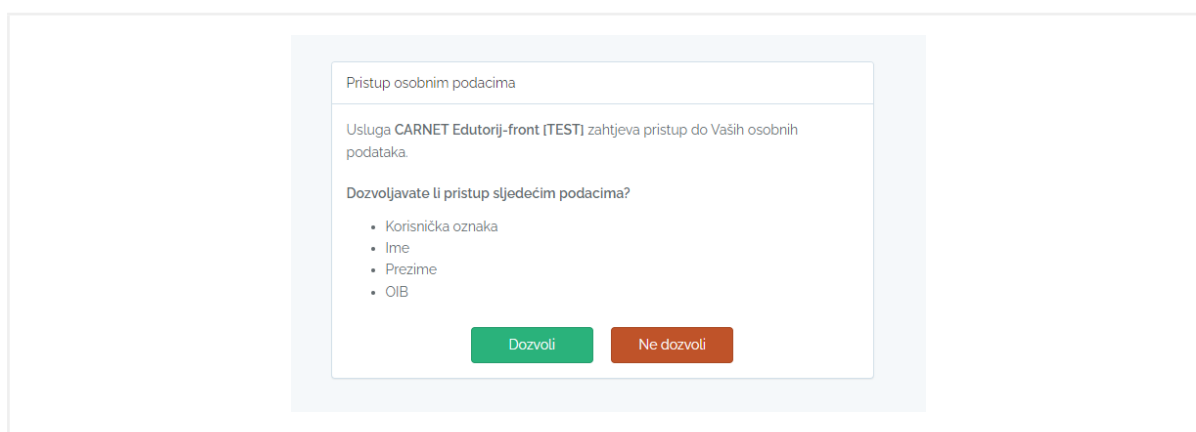 Pristup osobnim podacima
Usluga CARNET Edutorij-front [TEST] zahtjeva pristup do Vaših osobnih
podataka.
Dozvoljavate li pristup sljedećim podacima?
• Korisnička oznaka
• Ime
• Prezime
• OIB
Dozvoli Ne dozvoli